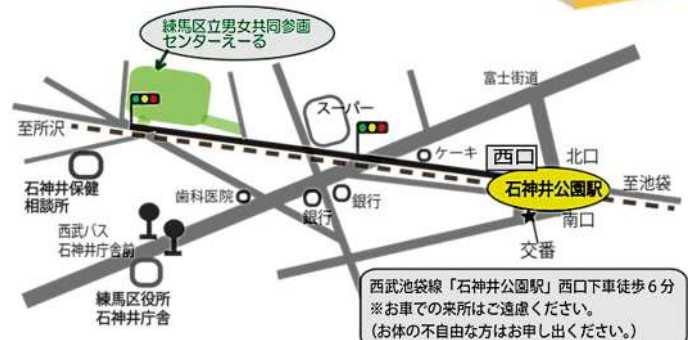 練馬区立男女共同参画
センターえーる
富士街道
スーパー
至所沢
ケーキ
西口
北口
石神井公園駅
至池袋
石神井保健
相談所
歯科医院
銀行
銀行
南口
交番
西武バス
石神井庁舎前
練馬区役所
石神井庁舎
西武池袋線「石神井公園駅」西口下車徒歩6分
※お車での来所はご遠慮ください。
(お体の不自由な方はお申し出ください。)